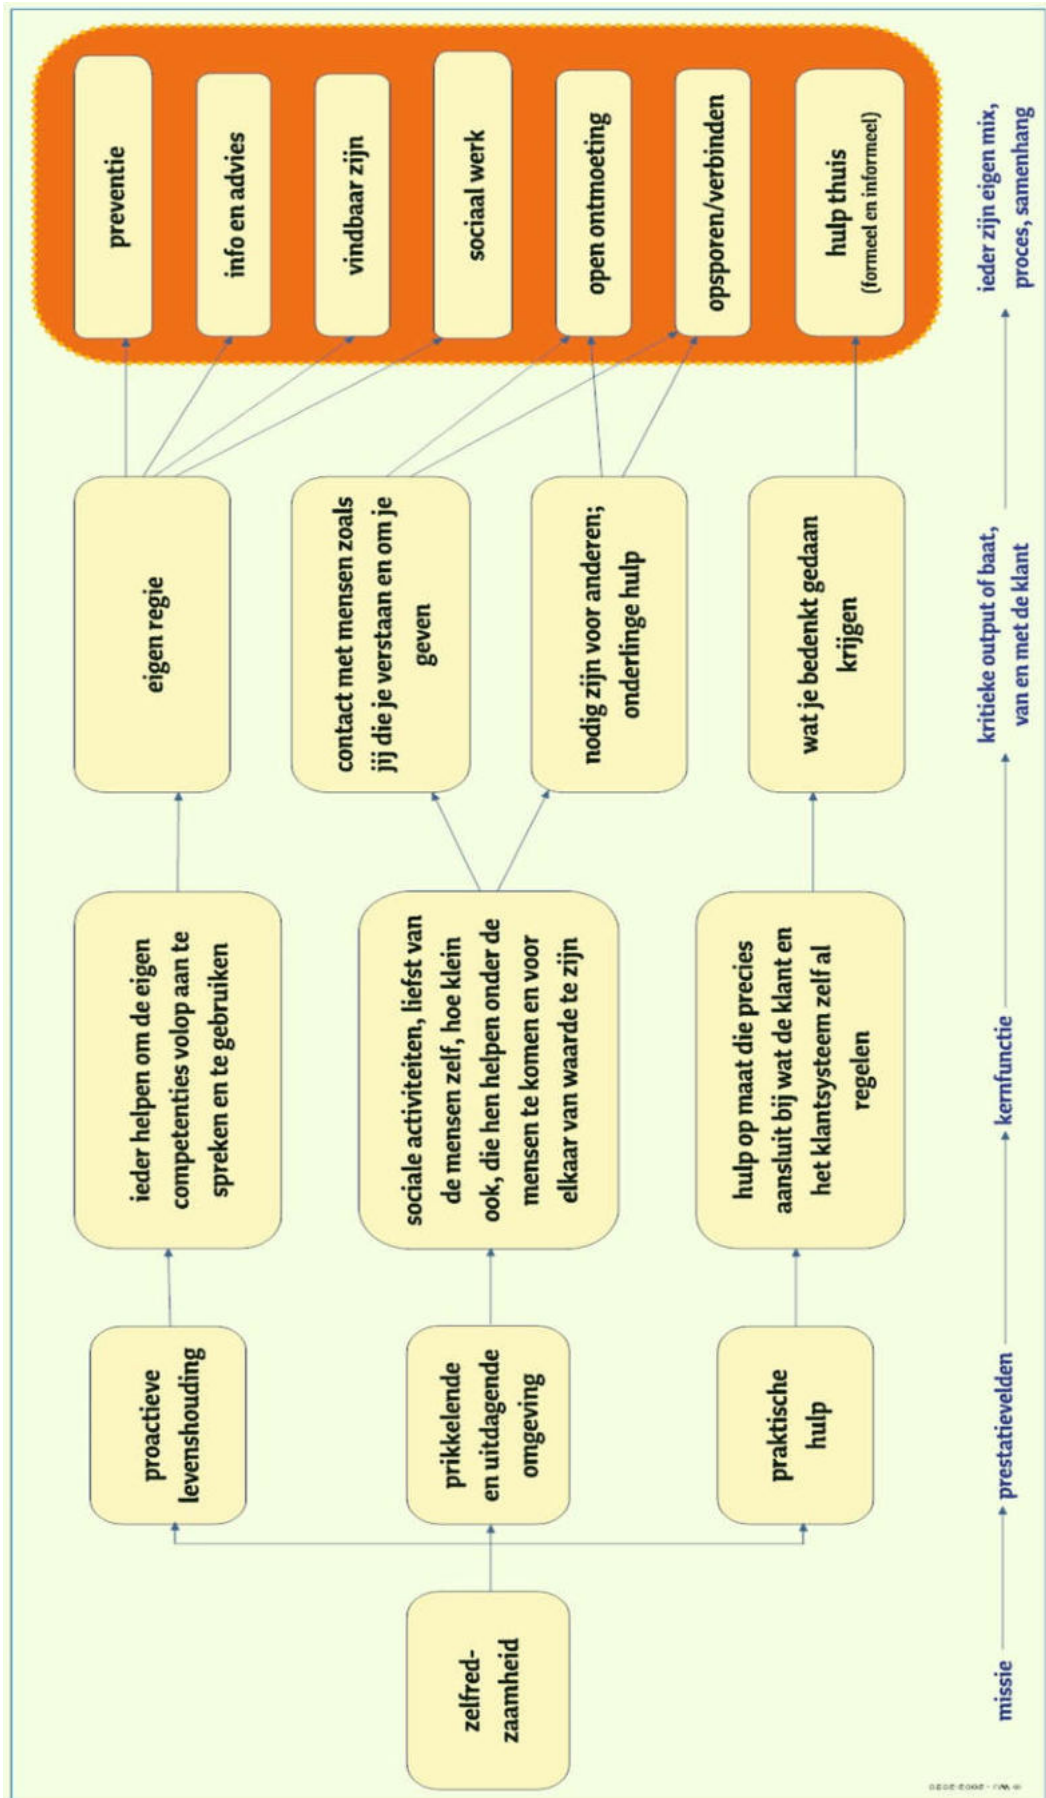 zelfred-
zaamheid
proactieve
levenshouding
prikkelende
en uitdagende
omgeving
praktische
hulp
ieder helpen om de eigen
competenties volop aan te
spreken en te gebruiken
sociale activiteiten, liefst van
de mensen zelf, hoe klein
ook, die hen helpen onder de
mensen te komen en voor
elkaar van waarde te zijn
hulp op maat die precies
aansluit bij wat de klant en
het klantsysteem zelf al
regelen
eigen regie
contact met mensen zoals
jij die je verstaan en om je
geven
nodig zijn voor anderen;
onderlinge hulp
wat je bedenkt gedaan
krijgen
preventie
info en advies
vindbaar zijn
sociaal werk
open ontmoeting
opsporen/verbinden
hulp thuis
(formeel en informeel)
missie
prestatievelden
kernfunctie
kritieke output of baat,
van en met de klant
ieder zijn eigen mix,
proces, samenhang